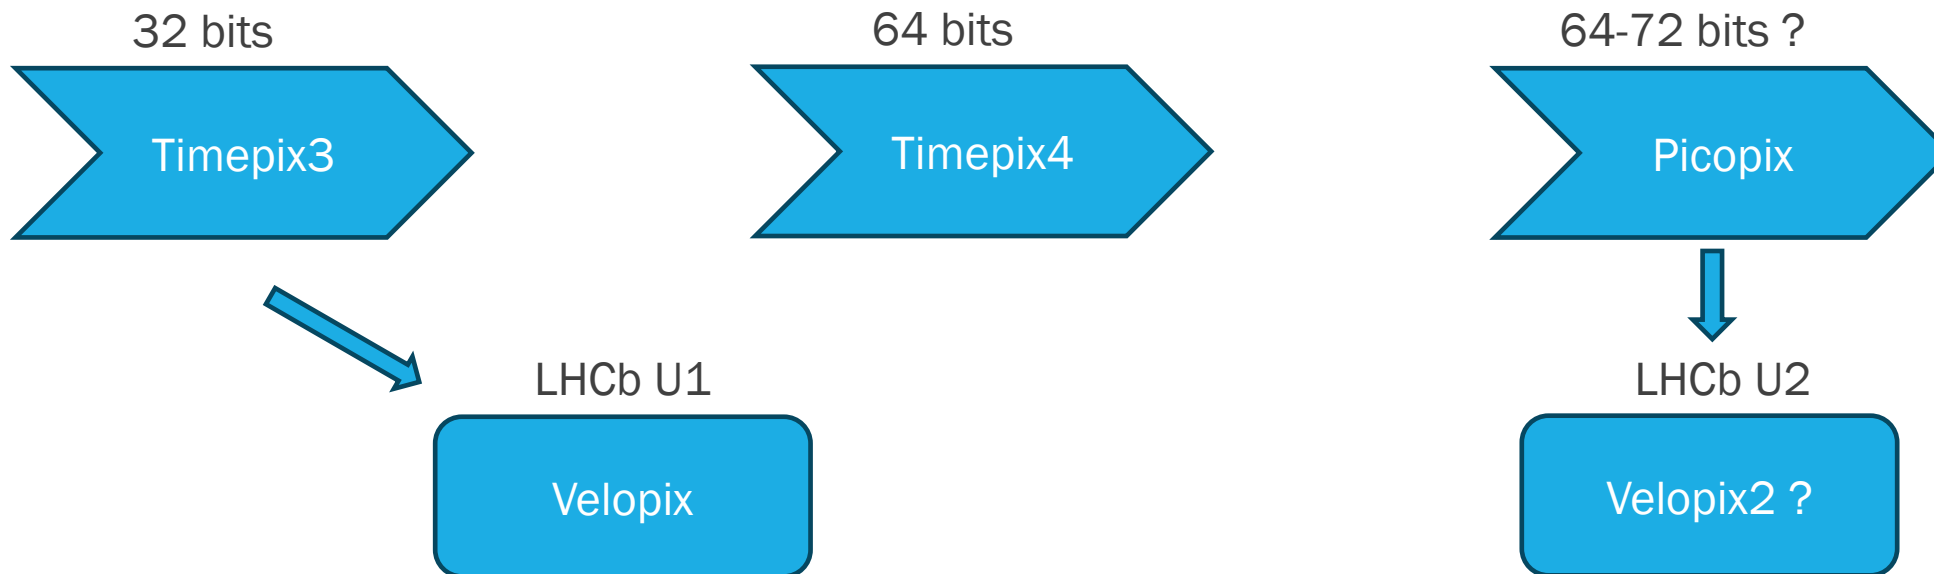 32 bits
64 bits
64-72 bits ?
Timepix3
Timepix4
Picopix
LHCb U1
LHCb U2
Velopix
Velopix2 ?